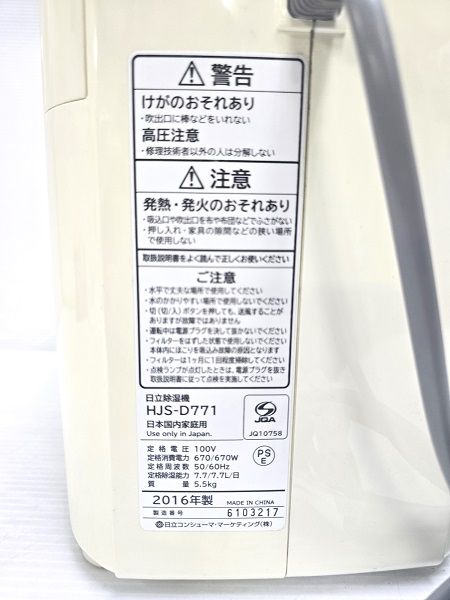 警告
けがのおそれあり
・吹出口に棒などをいれない
高圧注意
・修理技術者以外の人は分解しない
注意
発熱・発火のおそれあり
・吸込口や吹出口を布や布団などでふさがない
・押し入れ・家具の隙間などの狭い場所
で使用しない
取扱説明書をよく読んで正しくお使いください
ご注意
・水平で丈夫な場所で使用してください
・水のかかりやすい場所で使用しないでください
・切(切/入)ボタンを押しても、送風することが
ありますが故障ではありません
・運転中は電源プラグを決して抜かないでください
・フィルターをはずした状態で使用しないでください
本体内にほこりを吸込み故障の原因となります
・フィルターは1ヶ月に1回程度掃除してください
・点検ランプが点灯したときは、電源プラグを抜き
取扱説明書に従って点検を実施してください
日立除湿機
HJS-D771
日本国内家庭用
Use only in Japan.
JQA
JQ10758
定格電圧 100V
定格消費電力 670/670W
定格周波数 50/60Hz
定格除湿能力 7.7/7.7L/日
質量 5.5kg
PS
E
2016年製 MADE IN CHINA
製造番号 6103217
日立コンシューマ・マーケティング(株)